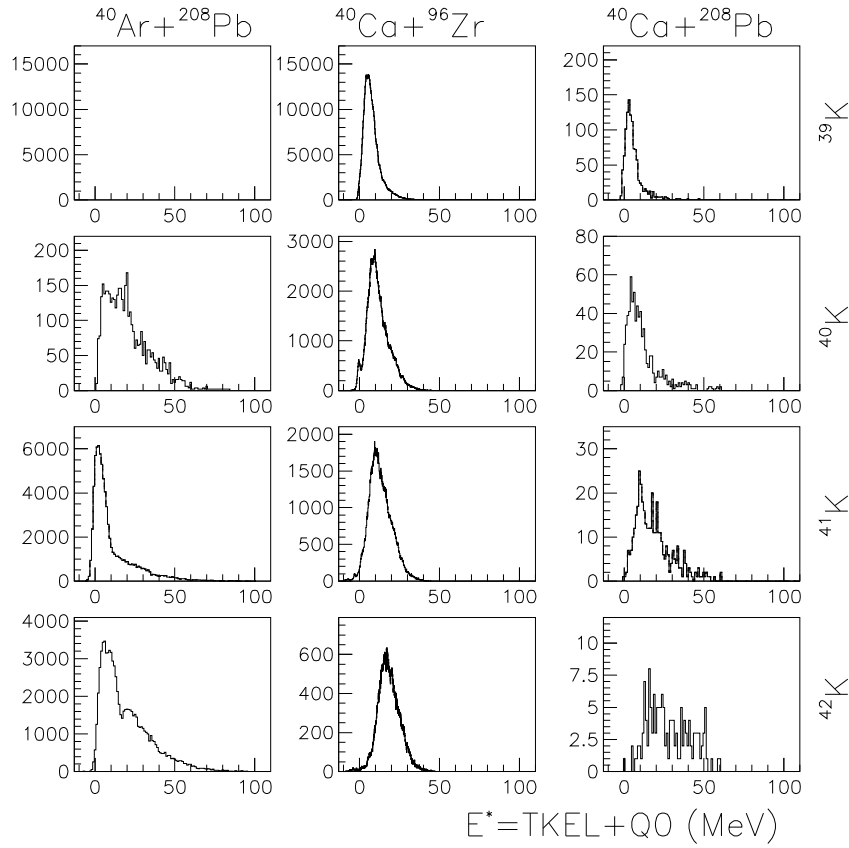 ⁴⁰Ar+²⁰⁸Pb ⁴⁰Ca+⁹⁶Zr ⁴⁰Ca+²⁰⁸Pb
15000 15000 200
10000 10000 150
100
5000 5000 50
0 0 0
0 50 100 0 50 100 0 50 100
³⁹K
200 3000 80
150 2000 60
100 40
50 1000 20
0 0 0
0 50 100 0 50 100 0 50 100
⁴⁰K
6000 2000 30
4000 1500 20
1000
2000 500 10
0 0 0
0 50 100 0 50 100 0 50 100
⁴¹K
4000 600 10
3000 7.5
2000 400 5
1000 200 2.5
0 0 0
0 50 100 0 50 100 0 50 100
⁴²K
E*=TKEL+Q0 (MeV)